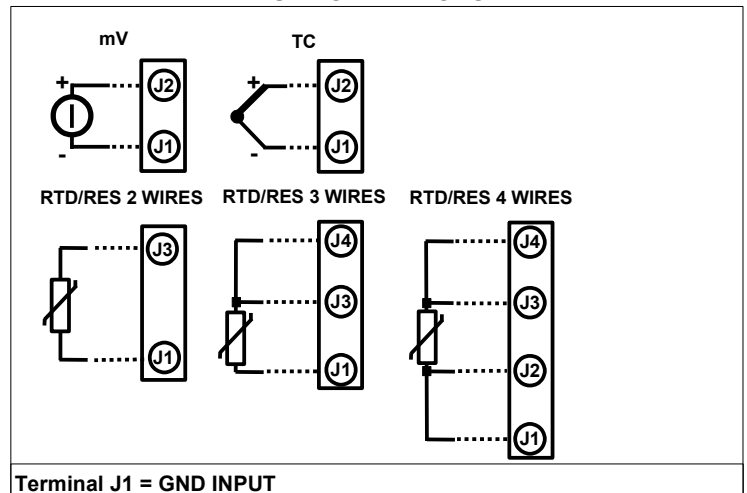 mV TC
+ +
J2 J2
J1 J1
- -
RTD/RES 2 WIRES RTD/RES 3 WIRES RTD/RES 4 WIRES
J3 J4 J4
J3 J3
J1 J1 J2
J1
Terminal J1 = GND INPUT